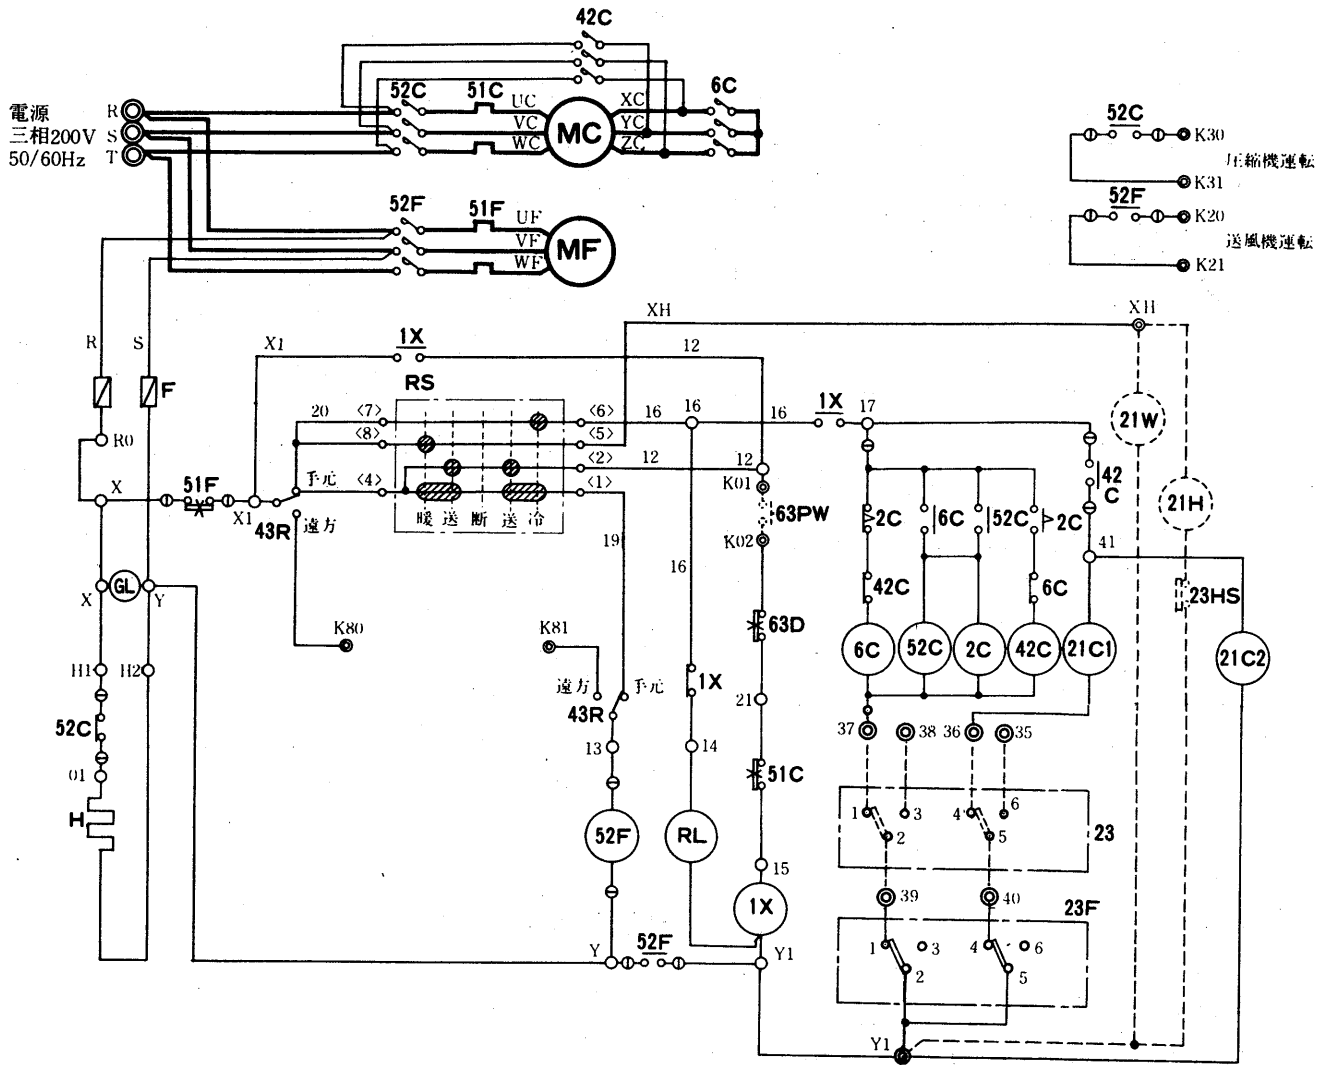 42C
52C
51C
UC
VC
WC
MC
XC
YC
ZC
6C
電源
三相200V
50/60Hz
R
S
T
52F
51F
UF
VF
WF
MF
52C
K30
圧縮機運転
K31
52F
K20
送風機運転
K21
R
S
F
R0
X
51F
X1
X1
1X
12
RS
XH
XH
20
〈7〉
〈8〉
〈4〉
手元
遠方
43R
〈6〉
〈5〉
〈2〉
〈1〉
暖 送 断 送 冷
16
16
16
1X
17
12
12
K01
63PW
K02
19
16
K80
K81
遠方
手元
43R
13
52F
1X
14
RL
63D
21
51C
15
1X
Y1
2C
6C
52C
2C
42C
42C
6C
41
6C
52C
2C
42C
21C1
21C2
21W
21H
23HS
37
38
36
35
1
2
3
4
5
6
23
39
40
23F
1
2
3
4
5
6
Y1
X
GL
Y
H1
H2
52C
01
H
Y
52F